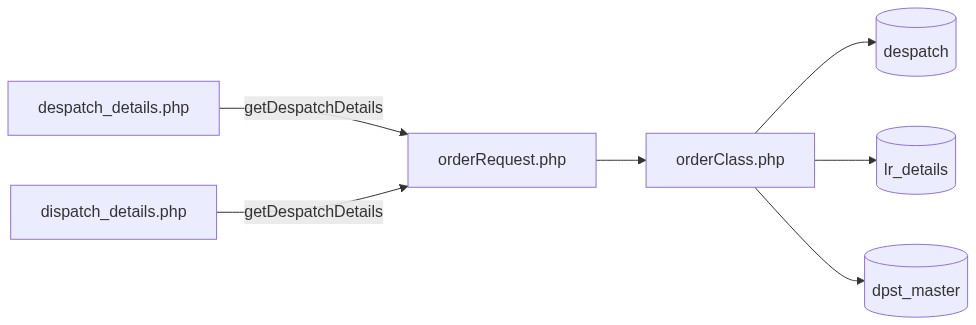 despatch_details.php
getDespatchDetails
dispatch_details.php
getDespatchDetails
orderRequest.php
orderClass.php
despatch
lr_details
dpst_master